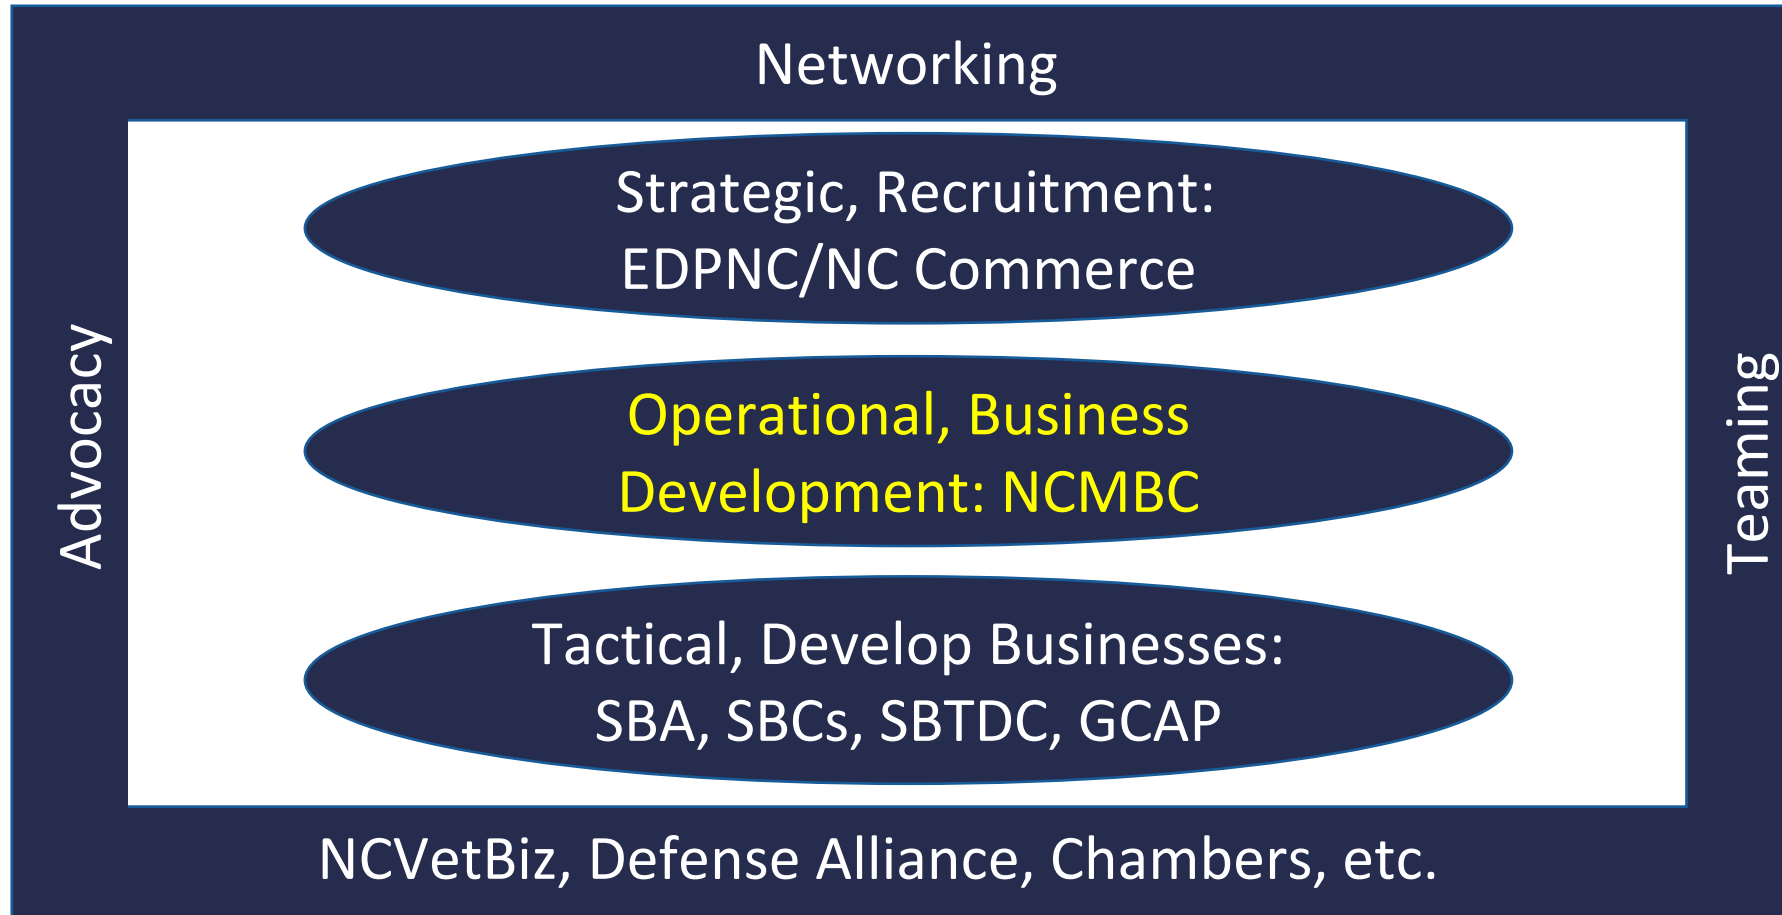 Networking
Strategic, Recruitment:
EDPNC/NC Commerce
Advocacy
Operational, Business
Development: NCMBC
Teaming
Tactical, Develop Businesses:
SBA, SBCs, SBTDC, GCAP
NCVetBiz, Defense Alliance, Chambers, etc.